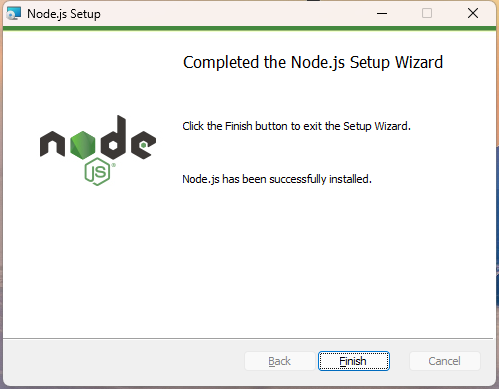 Node.js Setup
Completed the Node.js Setup Wizard
Click the Finish button to exit the Setup Wizard.
node
JS
Node.js has been successfully installed.
Back
Finish
Cancel